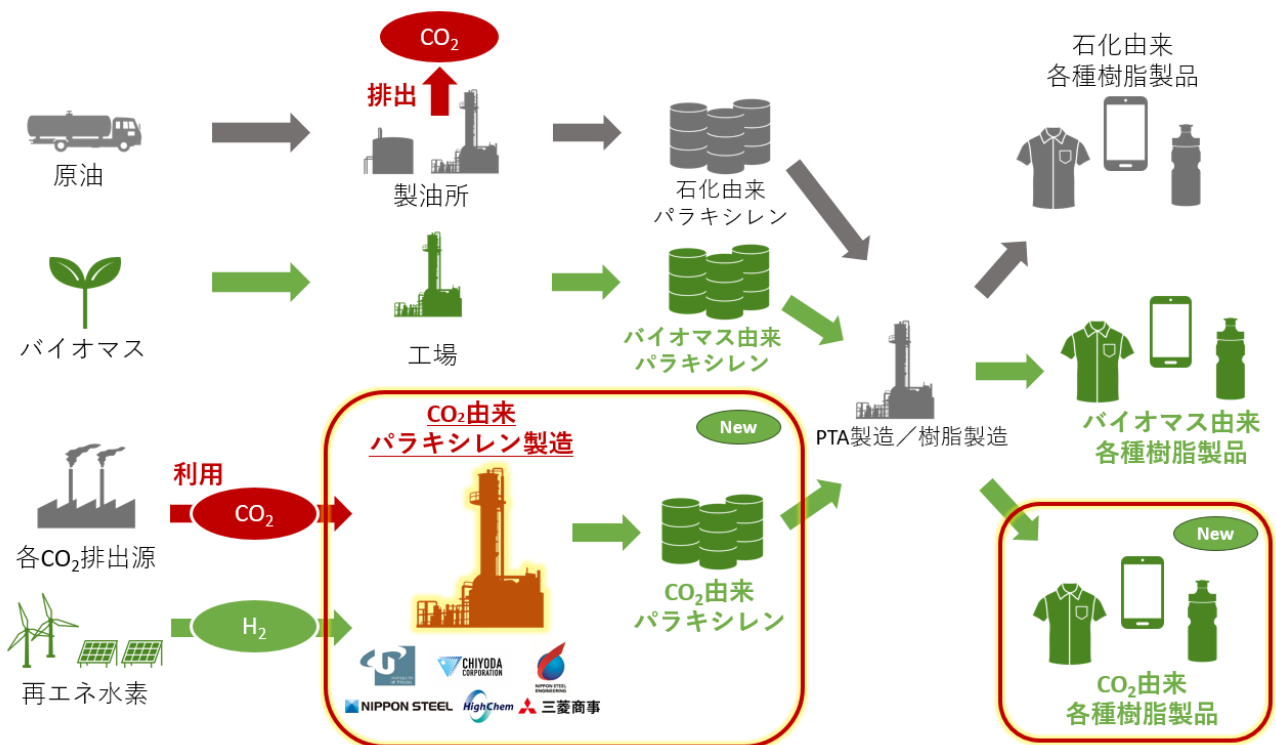 CO₂
排出
原油
製油所
石化由来
パラキシレン
石化由来
各種樹脂製品
バイオマス
工場
バイオマス由来
パラキシレン
PTA製造／樹脂製造
バイオマス由来
各種樹脂製品
CO₂由来
パラキシレン製造
New
利用
CO₂
各CO₂排出源
H₂
再エネ水素
CO₂由来
パラキシレン
CHIYODA
CORPORATION
NIPPON STEEL
ENGINEERING
NIPPON STEEL
HighChem
三菱商事
New
CO₂由来
各種樹脂製品